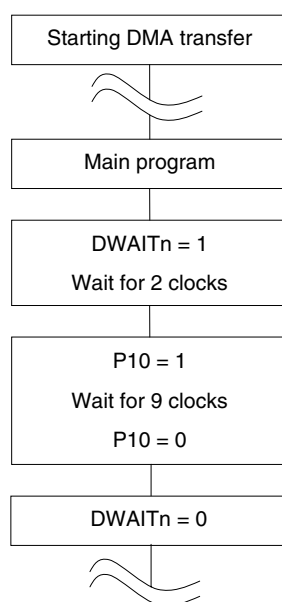 Starting DMA transfer
Main program
DWAITn = 1
Wait for 2 clocks
P10 = 1
Wait for 9 clocks
P10 = 0
DWAITn = 0